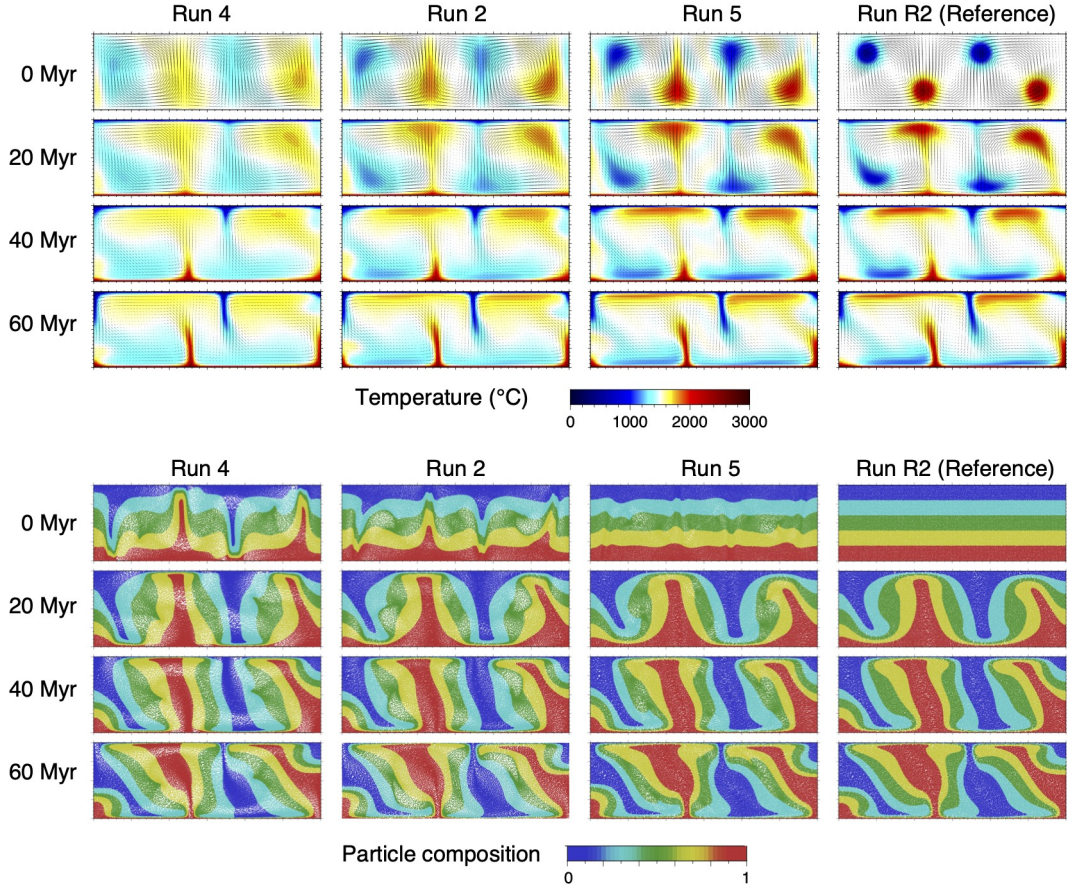 Run 4 Run 2 Run 5 Run R2 (Reference)
0 Myr
20 Myr
40 Myr
60 Myr
Temperature (°C)
0 1000 2000 3000
Run 4 Run 2 Run 5 Run R2 (Reference)
0 Myr
20 Myr
40 Myr
60 Myr
Particle composition
0 1